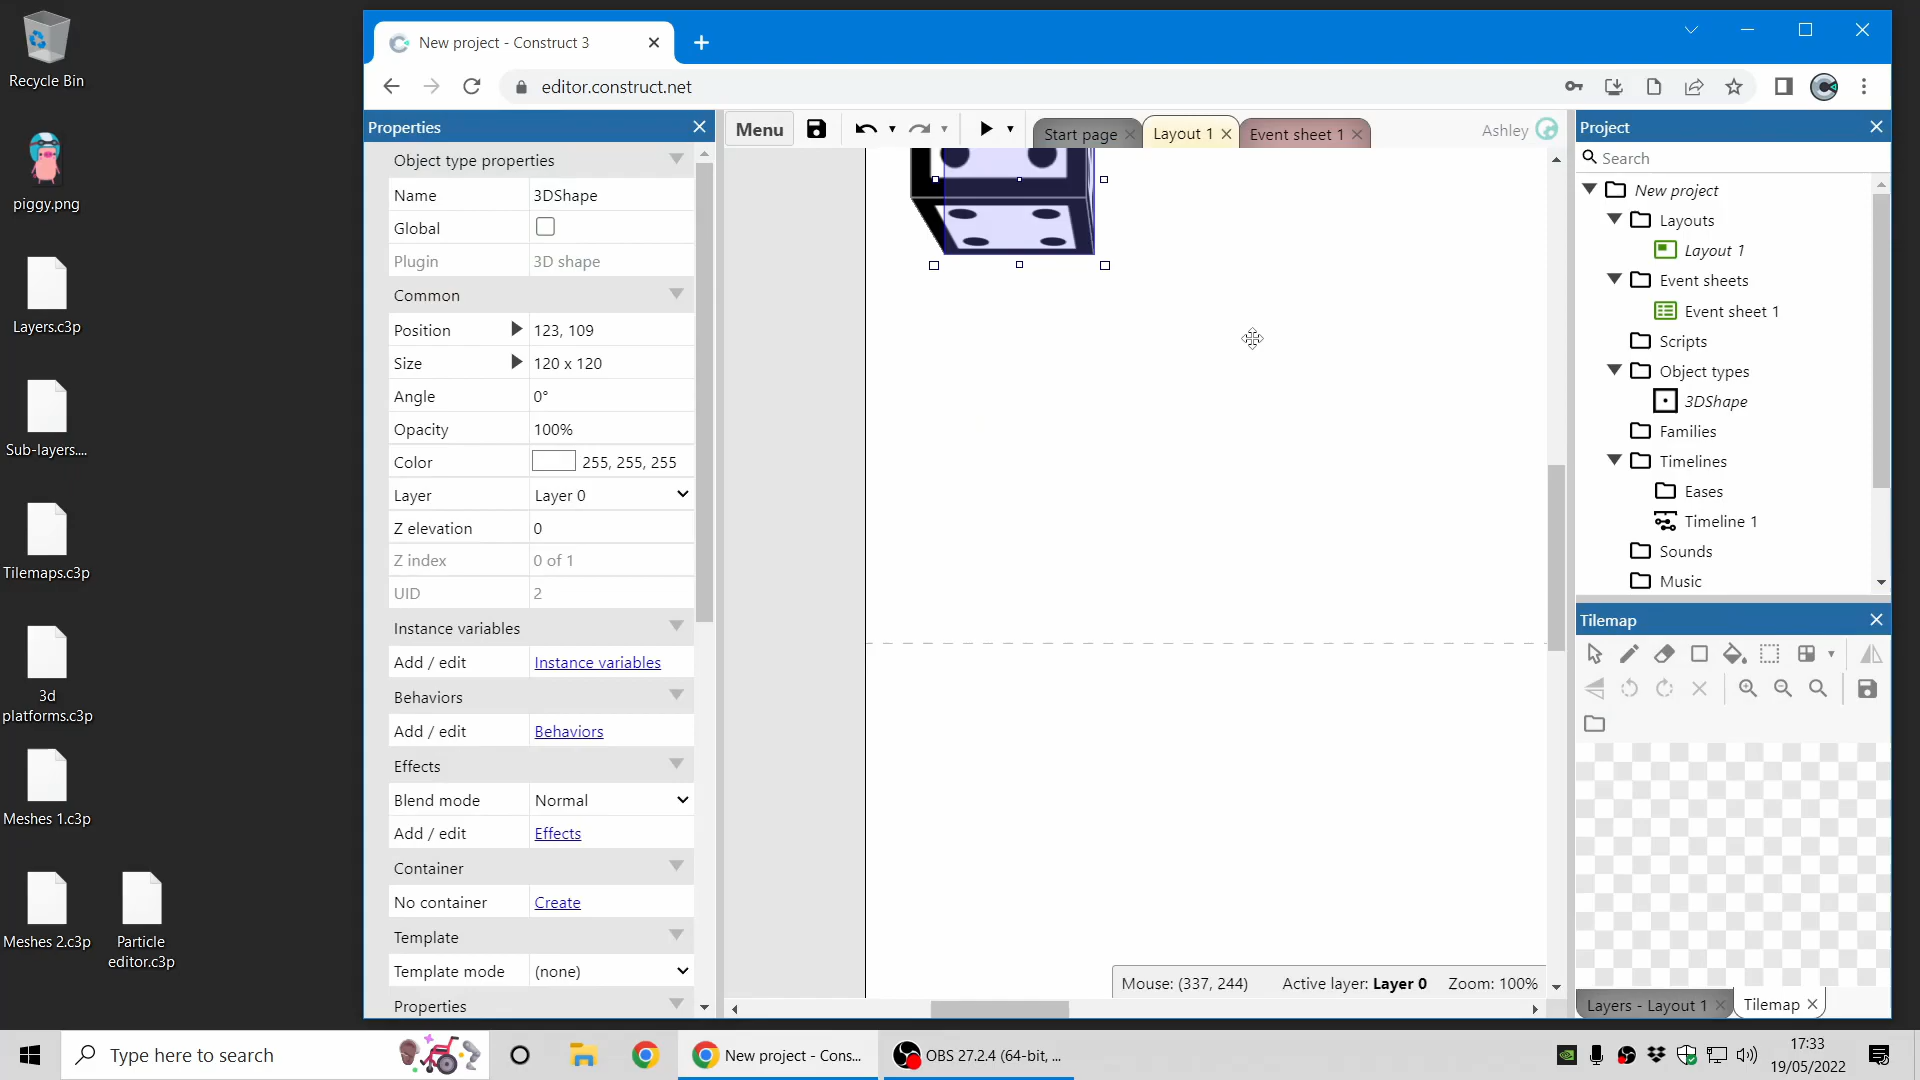 Recycle Bin
piggy.png
Layers.c3p
Sub-layers....
Tilemaps.c3p
3d
platforms.c3p
Meshes 1.c3p
Meshes 2.c3p
Particle
editor.c3p
New project - Construct 3
editor.construct.net
Properties
Object type properties
Name 3DShape
Global
Plugin 3D shape
Common
Position 123, 109
Size 120 x 120
Angle 0°
Opacity 100%
Color 255, 255, 255
Layer Layer 0
Z elevation 0
Z index 0 of 1
UID 2
Instance variables
Add / edit Instance variables
Behaviors
Add / edit Behaviors
Effects
Blend mode Normal
Add / edit Effects
Container
No container Create
Template
Template mode (none)
Properties
Menu
Start page
Layout 1
Event sheet 1
Ashley
Mouse: (337, 244) Active layer: Layer 0 Zoom: 100%
Project
Search
New project
Layouts
Layout 1
Event sheets
Event sheet 1
Scripts
Object types
3DShape
Families
Timelines
Eases
Timeline 1
Sounds
Music
Tilemap
Layers - Layout 1
Tilemap
Type here to search
New project - Cons...
OBS 27.2.4 (64-bit, ...
17:33
19/05/2022